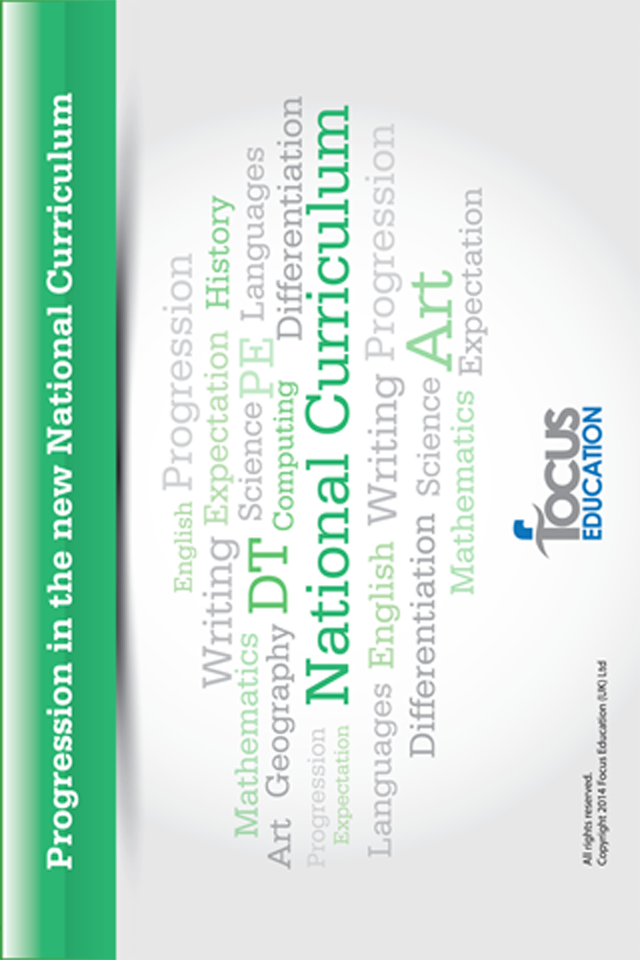 Progression in the new National Curriculum
English Progression
Writing Expectation History
Mathematics Science PE Languages
Art Geography DT Computing Differentiation
Progression National Curriculum
Expectation
Languages English Writing Progression
Differentiation Science Art
Mathematics Expectation
focus
EDUCATION
All rights reserved.
Copyright 2014 Focus Education (UK) Ltd